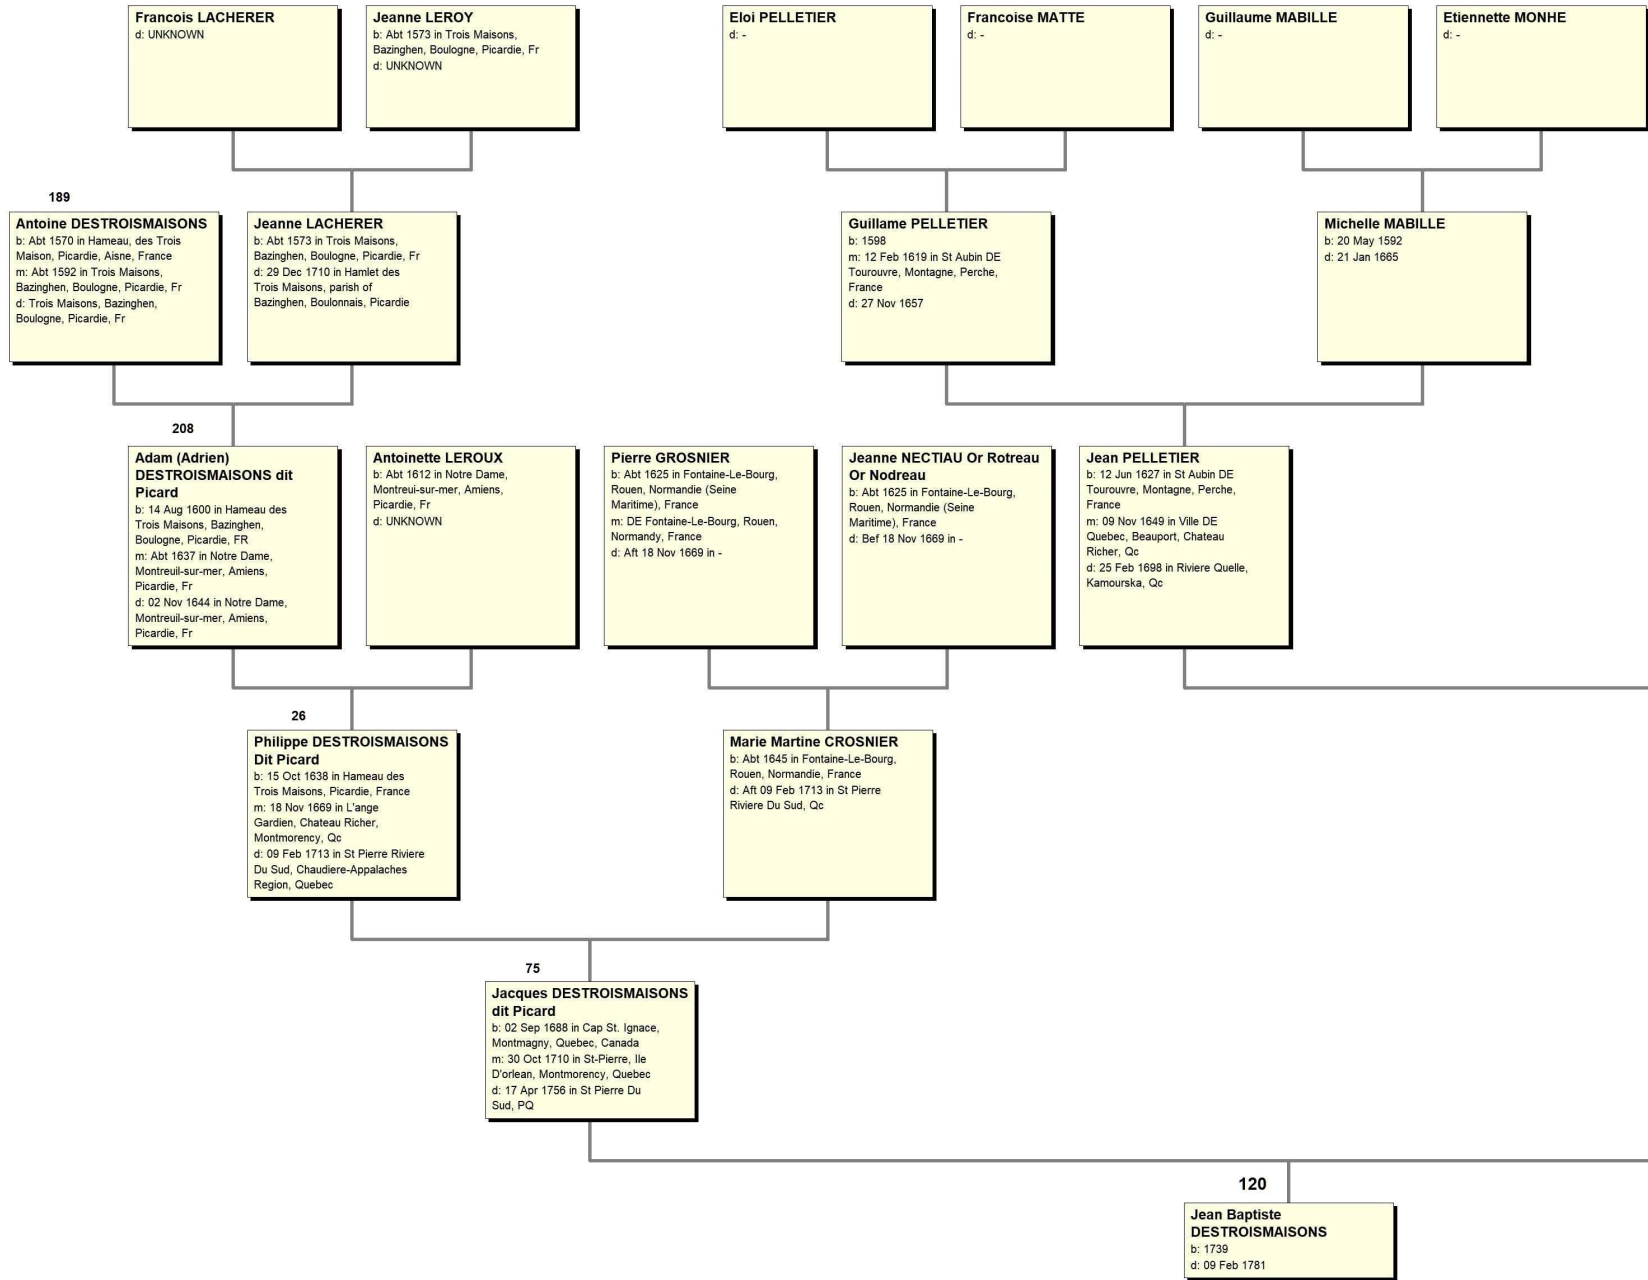 Francois LACHERER
d: UNKNOWN
Jeanne LEROY
b: Abt 1573 in Trois Maisons,
Bazinghen, Boulogne, Picardie, Fr
d: UNKNOWN
Eloi PELLETIER
d: -
Francoise MATTE
d: -
Guillaume MABILLE
d: -
Etiennette MONHE
d: -
189
Antoine DESTROISMAISONS
b: Abt 1570 in Hameau, des Trois
Maison, Picardie, Aisne, France
m: Abt 1592 in Trois Maisons,
Bazinghen, Boulogne, Picardie, Fr
d: Trois Maisons, Bazinghen,
Boulogne, Picardie, Fr
Jeanne LACHERER
b: Abt 1573 in Trois Maisons,
Bazinghen, Boulogne, Picardie, Fr
d: 29 Dec 1710 in Hamlet des
Trois Maisons, parish of
Bazinghen, Boulonnais, Picardie
Guillame PELLETIER
b: 1598
m: 12 Feb 1619 in St Aubin DE
Tourouvre, Montagne, Perche,
France
d: 27 Nov 1657
Michelle MABILLE
b: 20 May 1592
d: 21 Jan 1665
208
Adam (Adrien)
DESTROISMAISONS dit
Picard
b: 14 Aug 1600 in Hameau des
Trois Maisons, Bazinghen,
Boulogne, Picardie, FR
m: Abt 1637 in Notre Dame,
Montreuil-sur-mer, Amiens,
Picardie, Fr
d: 02 Nov 1644 in Notre Dame,
Montreuil-sur-mer, Amiens,
Picardie, Fr
Antoinette LEROUX
b: Abt 1612 in Notre Dame,
Montreui-sur-mer, Amiens,
Picardie, Fr
d: UNKNOWN
Pierre GROSNIER
b: Abt 1625 in Fontaine-Le-Bourg,
Rouen, Normandie (Seine
Maritime), France
m: DE Fontaine-Le-Bourg, Rouen,
Normandy, France
d: Aft 18 Nov 1669 in -
Jeanne NECTIAU Or Rotreau
Or Nodreau
b: Abt 1625 in Fontaine-Le-Bourg,
Rouen, Normandie (Seine
Maritime), France
d: Bef 18 Nov 1669 in -
Jean PELLETIER
b: 12 Jun 1627 in St Aubin DE
Tourouvre, Montagne, Perche,
France
m: 09 Nov 1649 in Ville DE
Quebec, Beauport, Chateau
Richer, Qc
d: 25 Feb 1698 in Riviere Quelle,
Kamourska, Qc
26
Philippe DESTROISMAISONS
Dit Picard
b: 15 Oct 1638 in Hameau des
Trois Maisons, Picardie, France
m: 18 Nov 1669 in L'ange
Gardien, Chateau Richer,
Montmorency, Qc
d: 09 Feb 1713 in St Pierre Riviere
Du Sud, Chaudiere-Appalaches
Region, Quebec
Marie Martine CROSNIER
b: Abt 1645 in Fontaine-Le-Bourg,
Rouen, Normandie, France
d: Aft 09 Feb 1713 in St Pierre
Riviere Du Sud, Qc
75
Jacques DESTROISMAISONS
dit Picard
b: 02 Sep 1688 in Cap St. Ignace,
Montmagny, Quebec, Canada
m: 30 Oct 1710 in St-Pierre, Ile
D'orlean, Montmorency, Quebec
d: 17 Apr 1756 in St Pierre Du
Sud, PQ
120
Jean Baptiste
DESTROISMAISONS
b: 1739
d: 09 Feb 1781